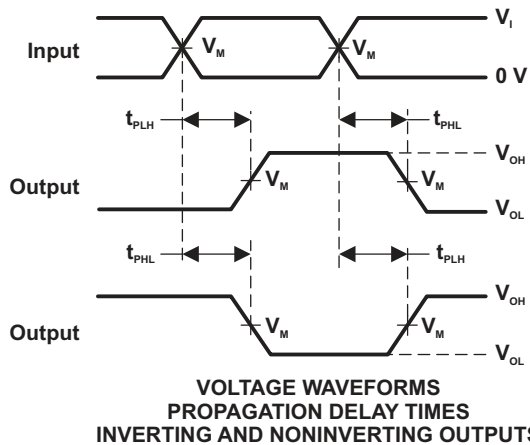 V_I
Input
V_M
V_M
0 V
t_PLH
t_PHL
V_OH
Output
V_M
V_M
V_OL
t_PHL
t_PLH
V_OH
Output
V_M
V_M
V_OL
VOLTAGE WAVEFORMS
PROPAGATION DELAY TIMES
INVERTING AND NONINVERTING OUTPUTS